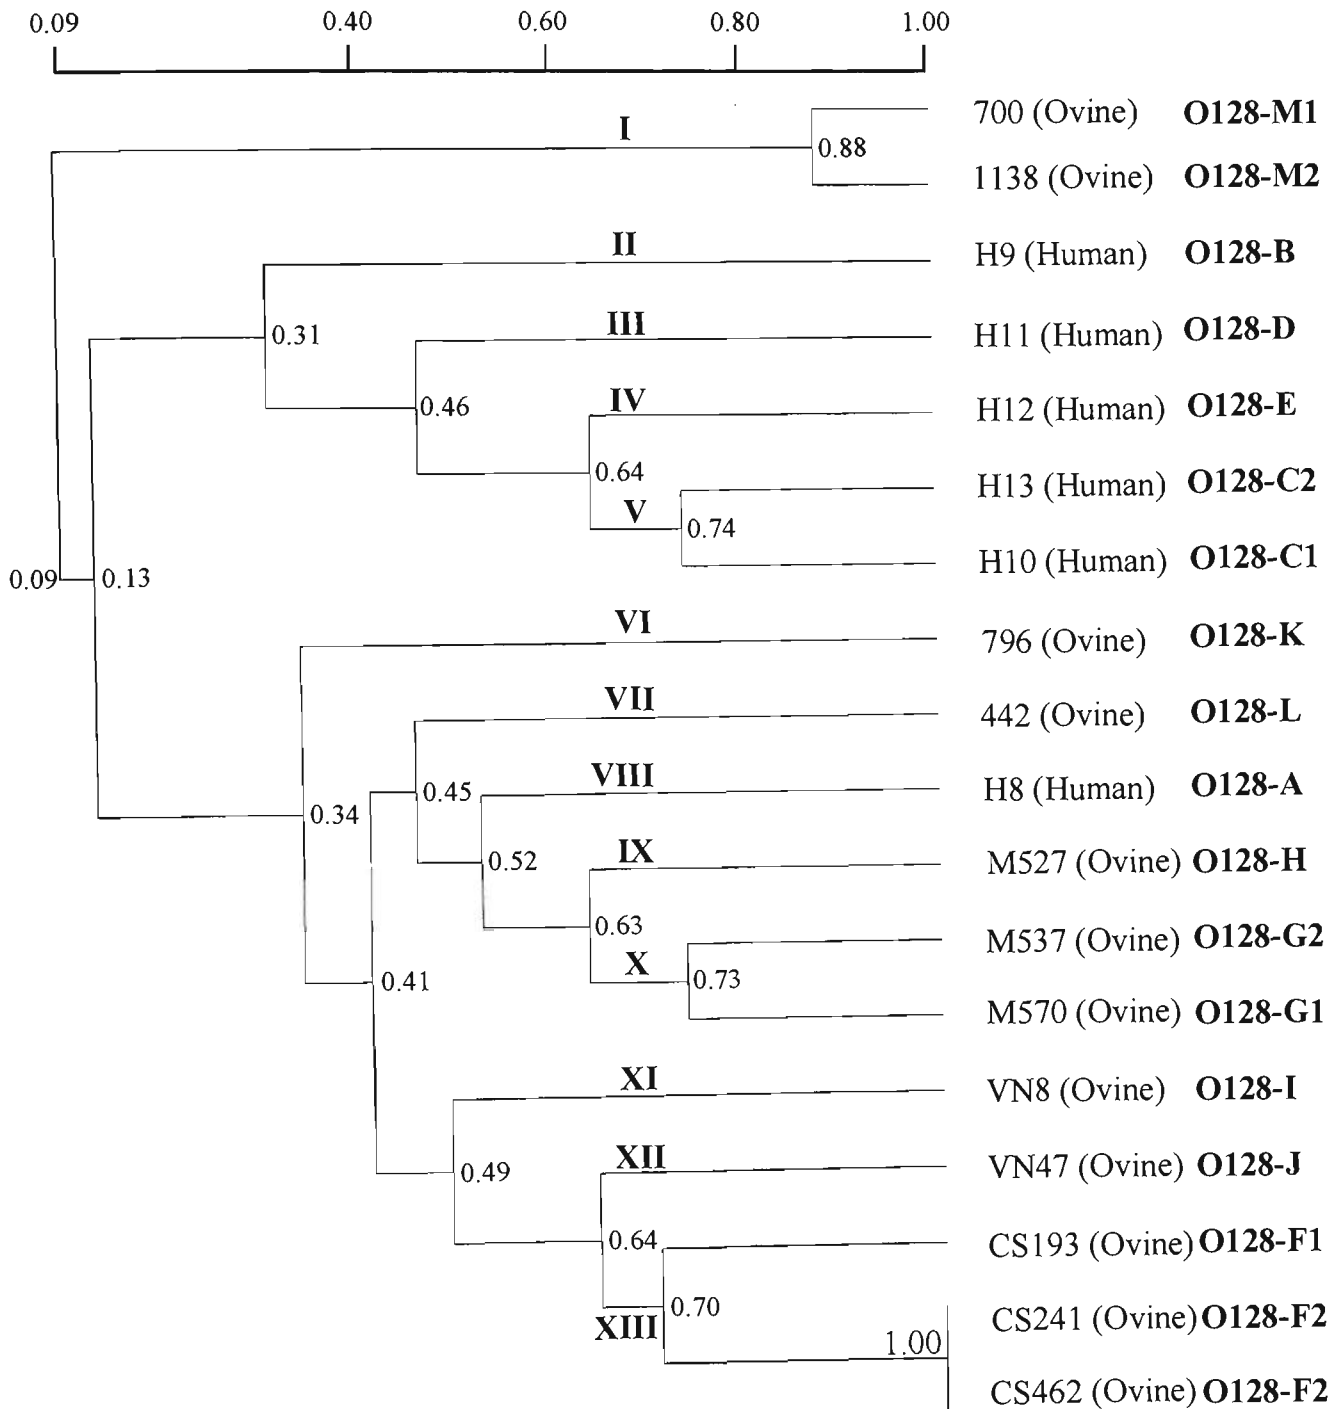 0.09 0.40 0.60 0.80 1.00
700 (Ovine) O128-M1
I
0.88
1138 (Ovine) O128-M2
II
H9 (Human) O128-B
0.31
III
H11 (Human) O128-D
0.46
IV
H12 (Human) O128-E
0.64
H13 (Human) O128-C2
V
0.74
H10 (Human) O128-C1
0.09 0.13
VI
796 (Ovine) O128-K
VII
442 (Ovine) O128-L
VIII
H8 (Human) O128-A
0.45
0.34
IX
M527 (Ovine) O128-H
0.52
0.63
M537 (Ovine) O128-G2
X
0.73
0.41
M570 (Ovine) O128-G1
XI
VN8 (Ovine) O128-I
XII
VN47 (Ovine) O128-J
0.49
0.64
CS193 (Ovine) O128-F1
0.70
XIII
CS241 (Ovine) O128-F2
1.00
CS462 (Ovine) O128-F2